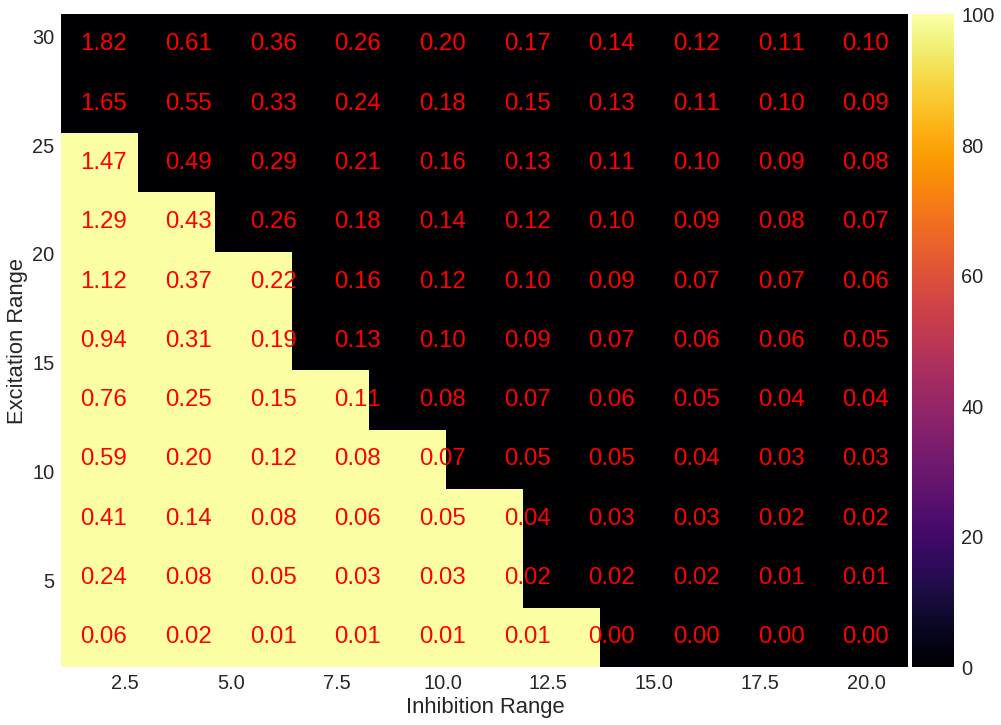 100
30 1.82 0.61 0.36 0.26 0.20 0.17 0.14 0.12 0.11 0.10
1.65 0.55 0.33 0.24 0.18 0.15 0.13 0.11 0.10 0.09
25 80
1.47 0.49 0.29 0.21 0.16 0.13 0.11 0.10 0.09 0.08
1.29 0.43 0.26 0.18 0.14 0.12 0.10 0.09 0.08 0.07
20
1.12 0.37 0.22 0.16 0.12 0.10 0.09 0.07 0.07 0.06
60
Excitation Range
0.94 0.31 0.19 0.13 0.10 0.09 0.07 0.06 0.06 0.05
15
0.76 0.25 0.15 0.11 0.08 0.07 0.06 0.05 0.04 0.04
40
0.59 0.20 0.12 0.08 0.07 0.05 0.05 0.04 0.03 0.03
10
0.41 0.14 0.08 0.06 0.05 0.04 0.03 0.03 0.02 0.02
20
5 0.24 0.08 0.05 0.03 0.03 0.02 0.02 0.02 0.01 0.01
0.06 0.02 0.01 0.01 0.01 0.01 0.00 0.00 0.00 0.00
0
2.5 5.0 7.5 10.0 12.5 15.0 17.5 20.0
Inhibition Range